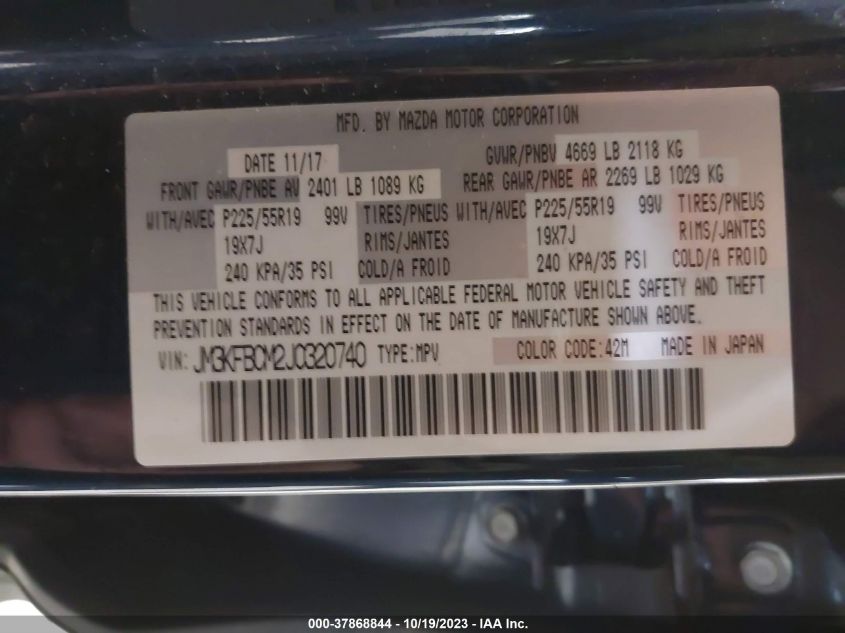 MFD. BY MAZDA MOTOR CORPORATION
DATE 11/17 GVWR/PNBV 4669 LB 2118 KG
FRONT GAWR/PNBE AV 2401 LB 1089 KG REAR GAWR/PNBE AR 2269 LB 1029 KG
WITH/AVEC P225/55R19 99V TIRES/PNEUS WITH/AVEC P225/55R19 99V TIRES/PNEUS
19X7J RIMS/JANTES 19X7J RIMS/JANTES
240 KPA/35 PSI COLD/A FROID 240 KPA/35 PSI COLD/A FROID
THIS VEHICLE CONFORMS TO ALL APPLICABLE FEDERAL MOTOR VEHICLE SAFETY AND THEFT
PREVENTION STANDARDS IN EFFECT ON THE DATE OF MANUFACTURE SHOWN ABOVE.
VIN: JM3KFBCM2J0320740 TYPE:MPV COLOR CODE:42M MADE IN JAPAN
000-37868844 - 10/19/2023 - IAA Inc.